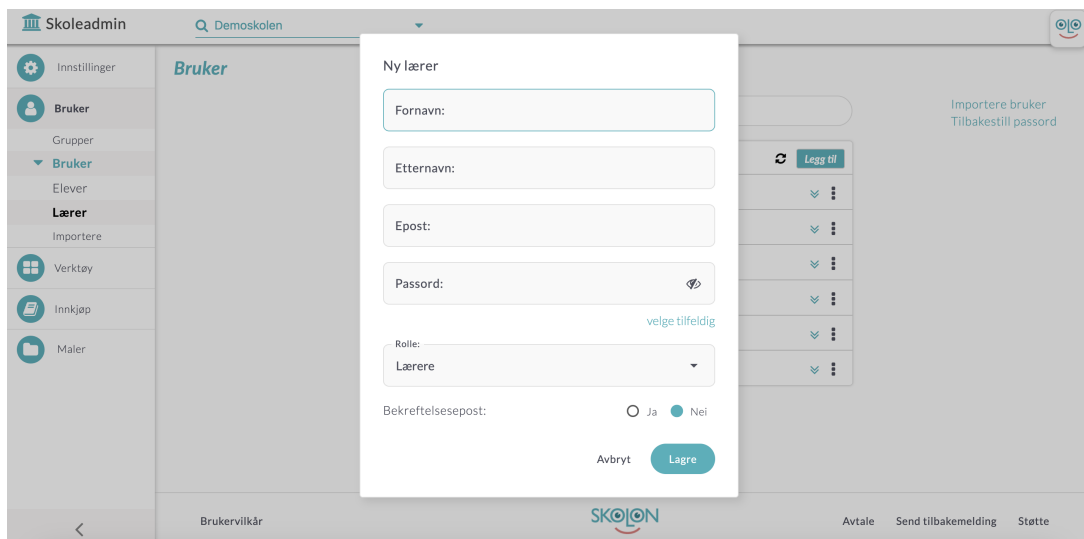 Skoleadmin
Demoskolen
Innstillinger
Bruker
Grupper
Bruker
Elever
Lærer
Importere
Verktøy
Innkjøp
Maler
Bruker
Importere bruker
Tilbakestill passord
Legg til
Ny lærer
Fornavn:
Etternavn:
Epost:
Passord:
velge tilfeldig
Rolle:
Lærere
Bekreftelsesepost: Ja Nei
Avbryt Lagre
Brukervilkår SKOLON Avtale Send tilbakemelding Støtte